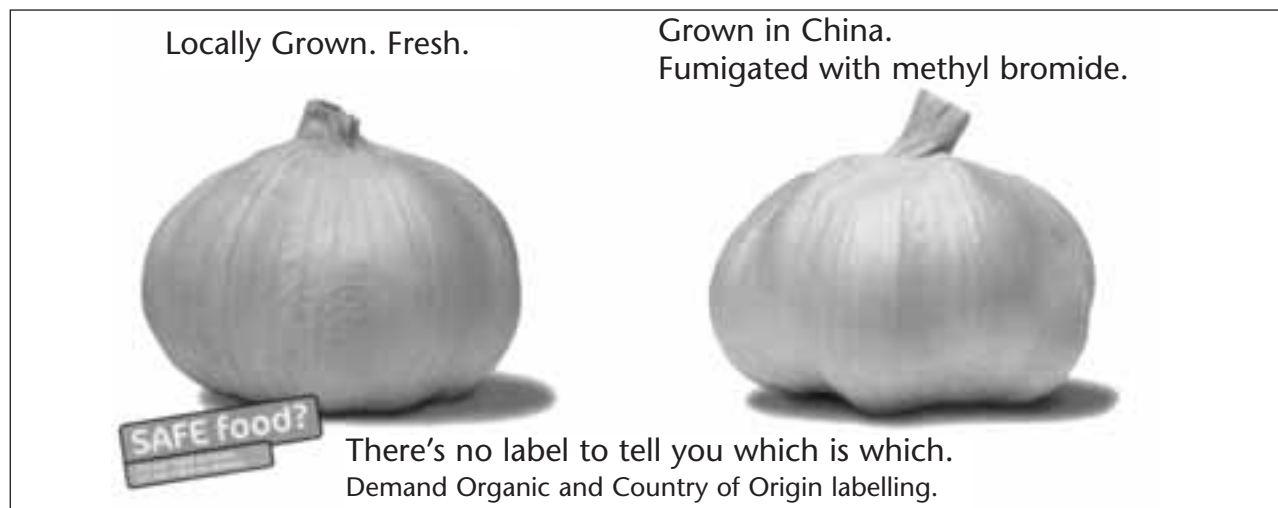 Locally Grown. Fresh.
Grown in China.
Fumigated with methyl bromide.
SAFE food?
There's no label to tell you which is which.
Demand Organic and Country of Origin labelling.